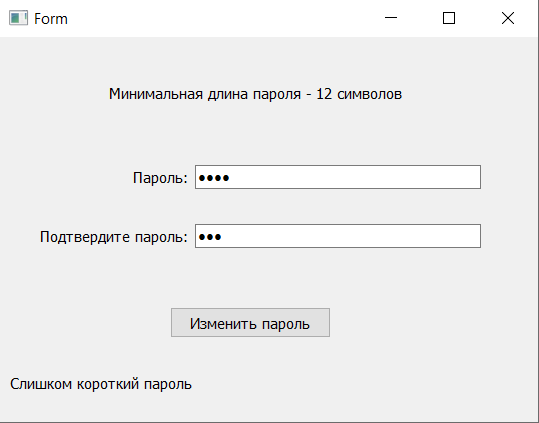 Form
Минимальная длина пароля - 12 символов
Пароль: ••••
Подтвердите пароль: •••
Изменить пароль
Слишком короткий пароль